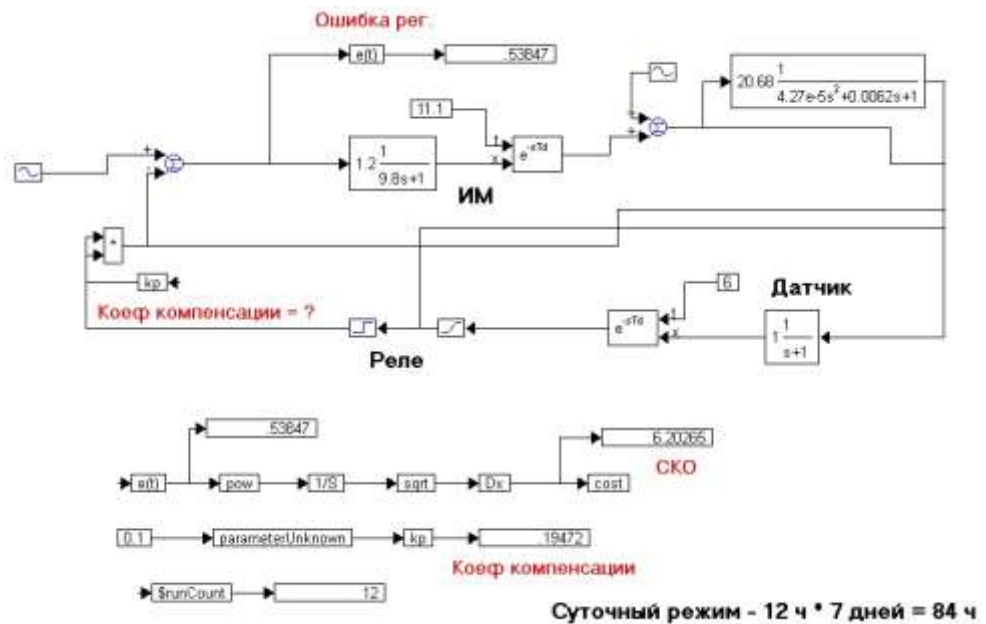 Ошибка рег.
e(t)
.53847
11.1
t
x
e^-sTd
1.2 1
9.8s+1
ИМ
20.68 1
4.27e-5s²+0.0062s+1
*
kp
Коеф компенсации = ?
Реле
e^-sTd
t
x
6
Датчик
1 1
s+1
.53847
6.20265
СКО
e(t)
pow
1/S
sqrt
Dx
cost
0.1
parameterUnknown
kp
.19472
Коеф компенсации
$runCount
12
Суточный режим - 12 ч * 7 дней = 84 ч